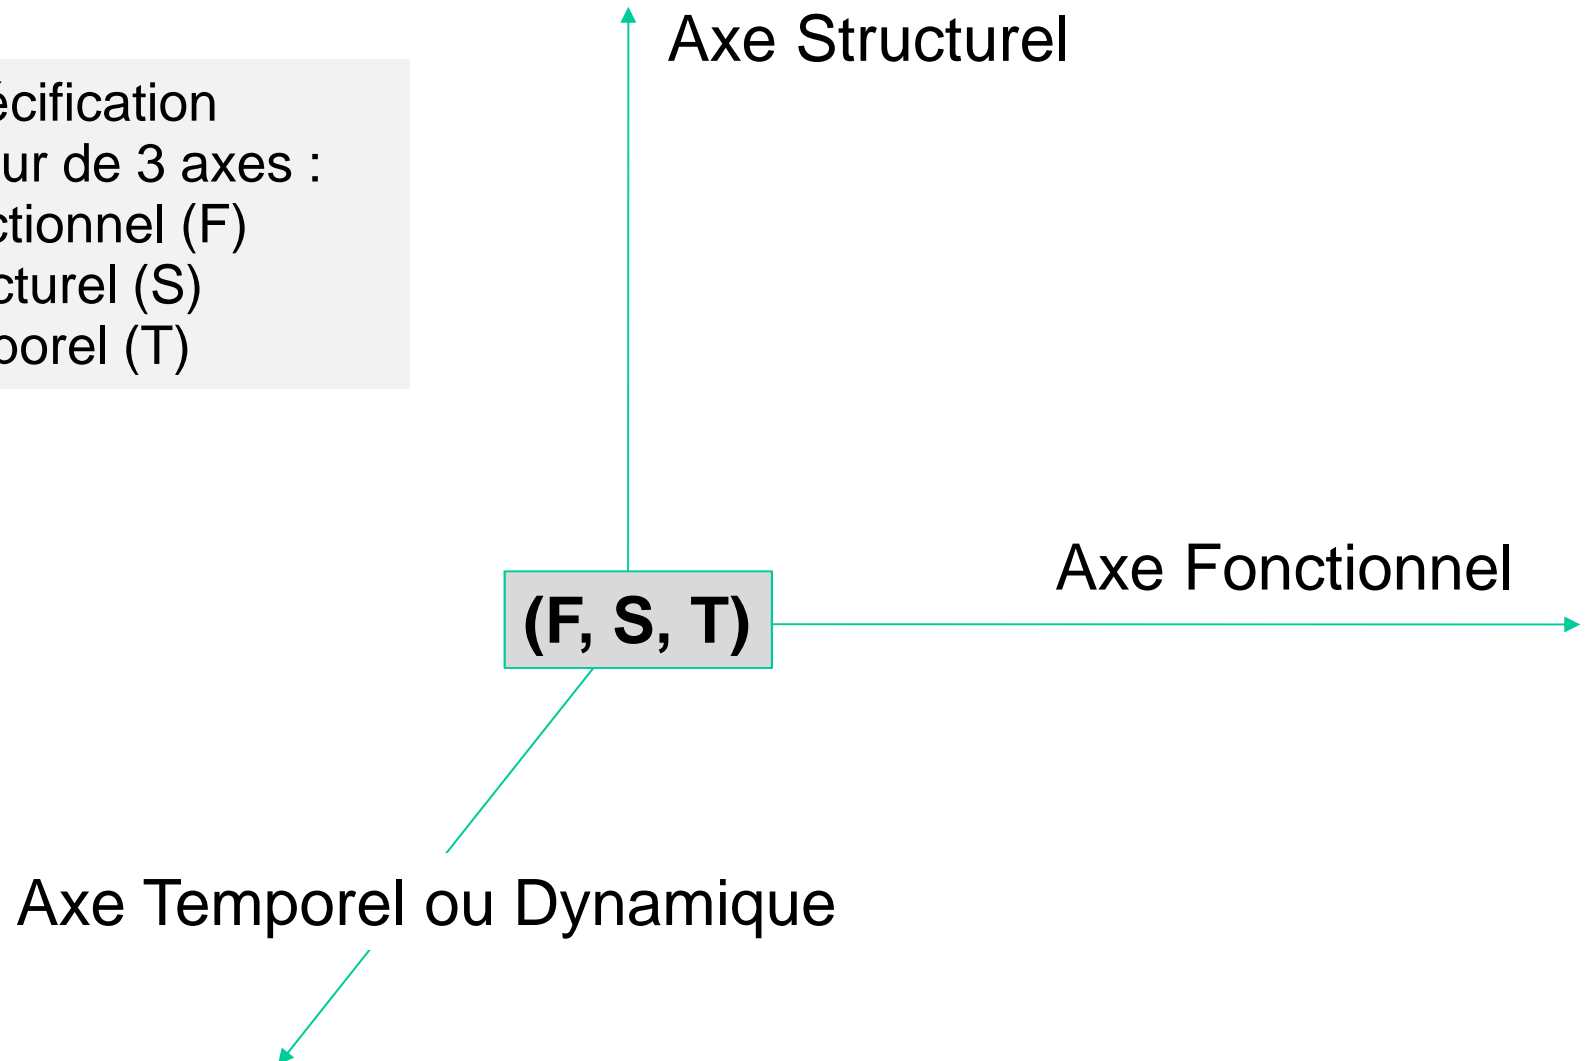 Axe Structurel
écification
ur de 3 axes :
ctionnel (F)
cturel (S)
porel (T)
Axe Fonctionnel
(F, S, T)
Axe Temporel ou Dynamique